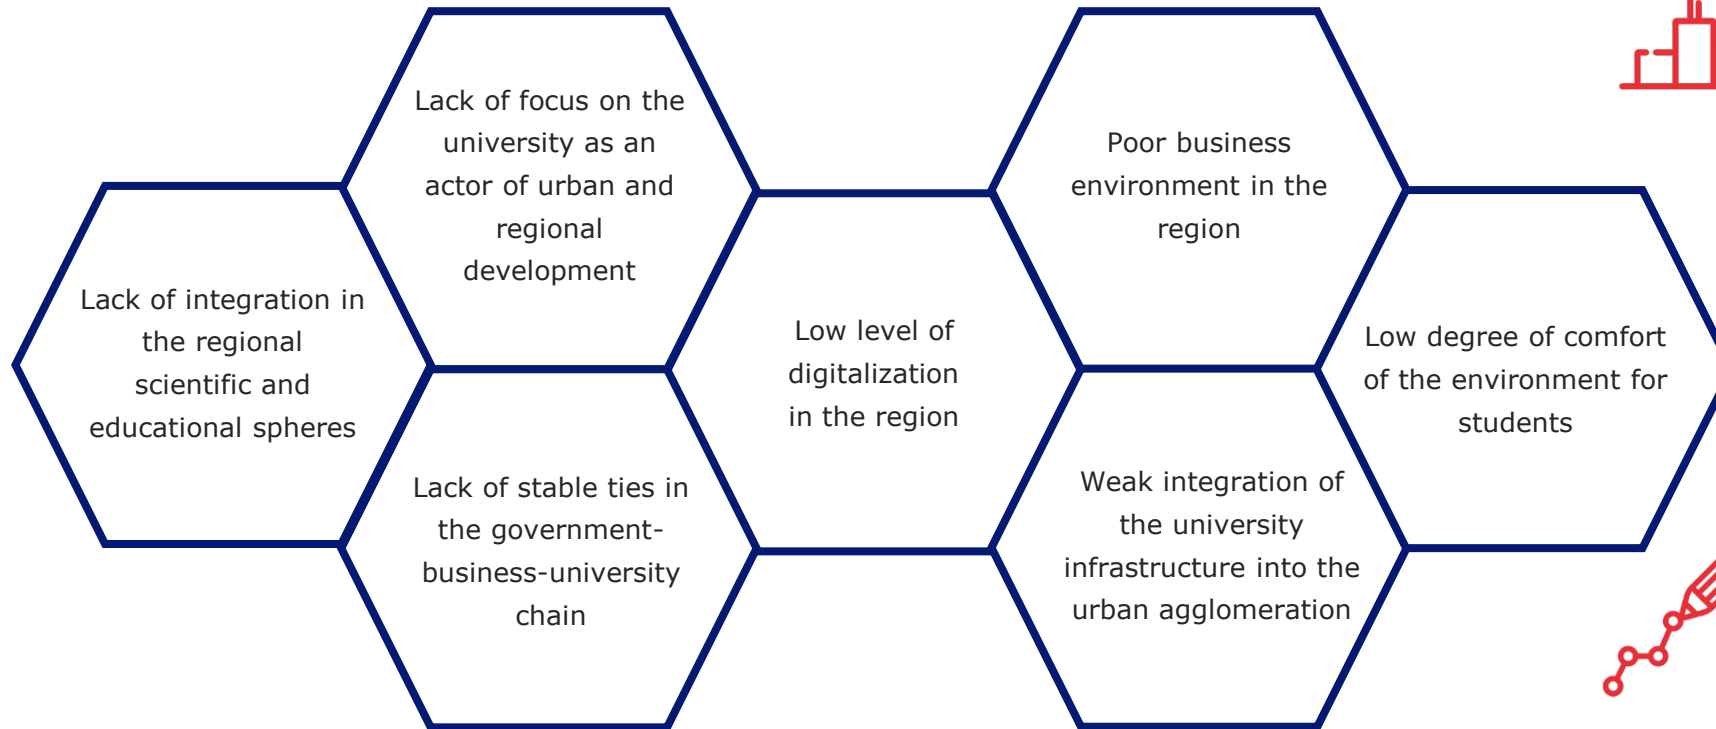 Lack of integration in
the regional
scientific and
educational spheres
Lack of focus on the
university as an
actor of urban and
regional
development
Lack of stable ties in
the government-
business-university
chain
Low level of
digitalization
in the region
Poor business
environment in the
region
Weak integration of
the university
infrastructure into the
urban agglomeration
Low degree of comfort
of the environment for
students